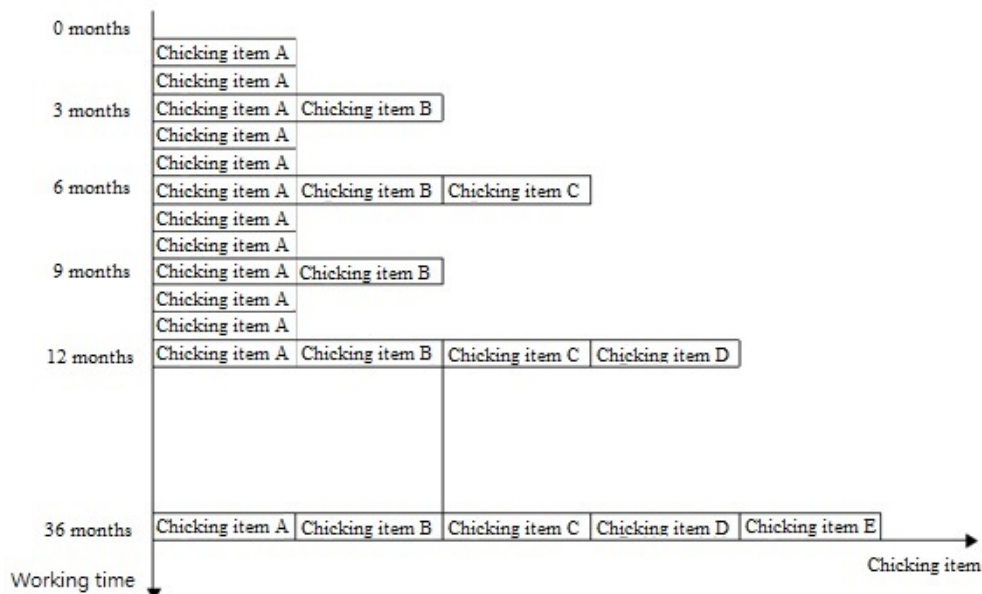 0 months
Chicking item A
Chicking item A
3 months Chicking item A Chicking item B
Chicking item A
Chicking item A
6 months Chicking item A Chicking item B Chicking item C
Chicking item A
Chicking item A
9 months Chicking item A Chicking item B
Chicking item A
Chicking item A
12 months Chicking item A Chicking item B Chicking item C Chicking item D
36 months Chicking item A Chicking item B Chicking item C Chicking item D Chicking item E
Chicking item
Working time